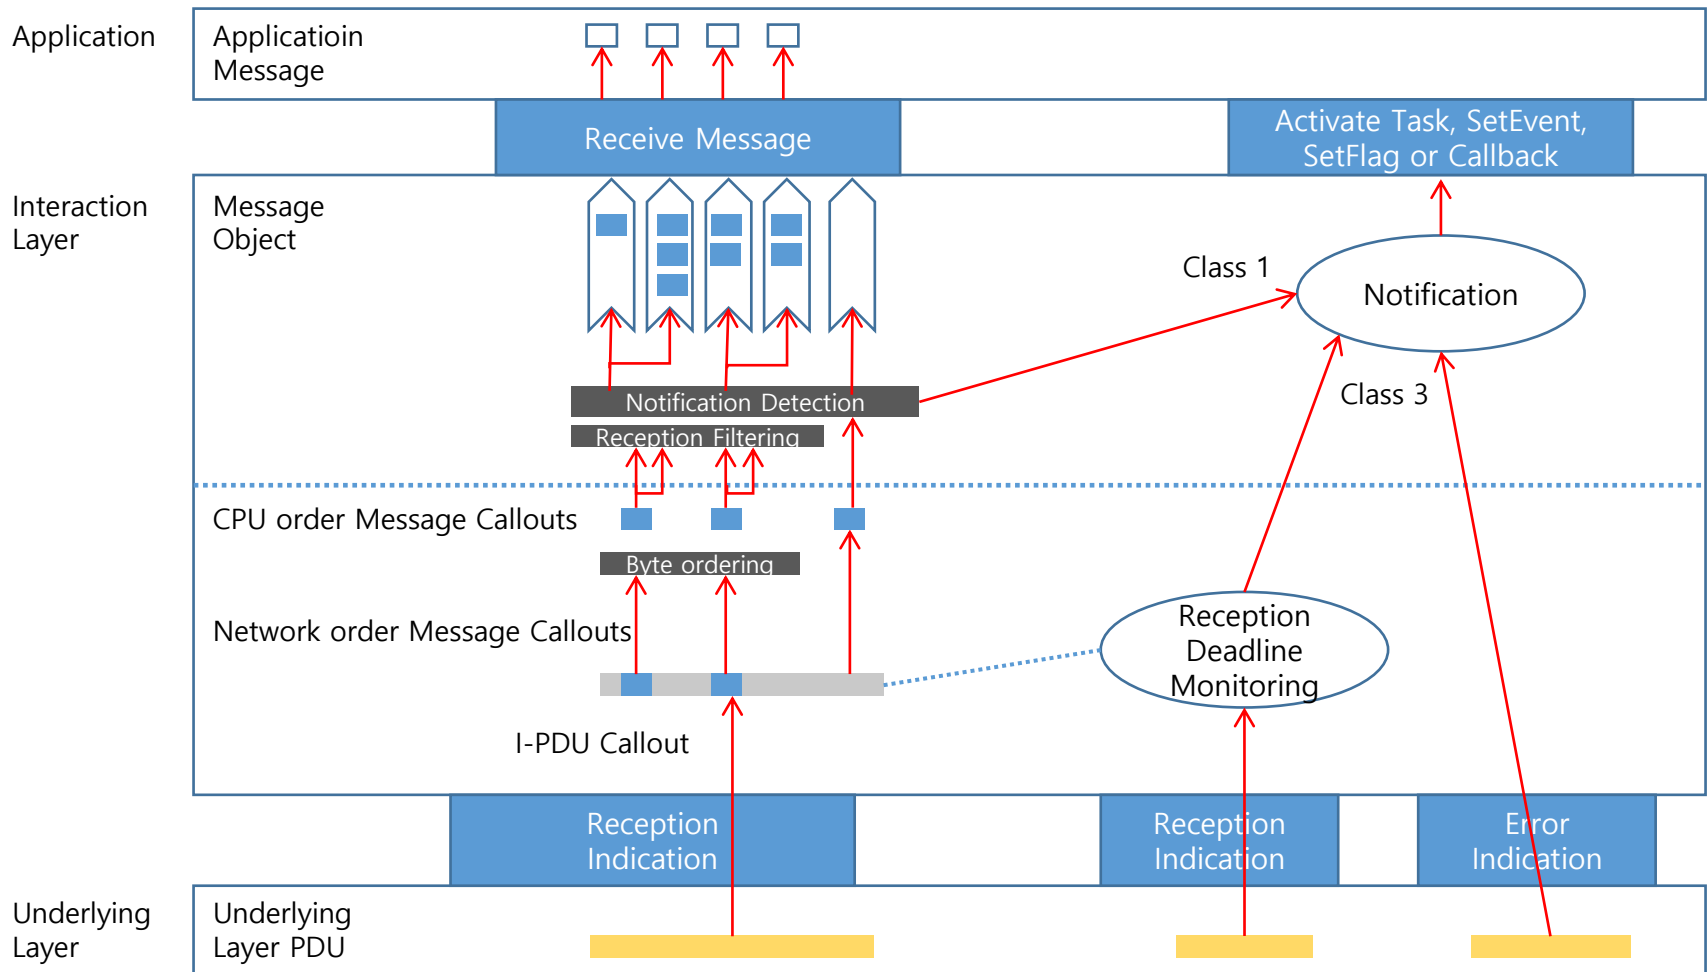 Application
Applicatioin
Message
Receive Message
Activate Task, SetEvent,
SetFlag or Callback
Interaction
Layer
Message
Object
Class 1
Notification
Class 3
Notification Detection
Reception Filtering
CPU order Message Callouts
Byte ordering
Network order Message Callouts
Reception
Deadline
Monitoring
I-PDU Callout
Reception
Indication
Reception
Indication
Error
Indication
Underlying
Layer
Underlying
Layer PDU